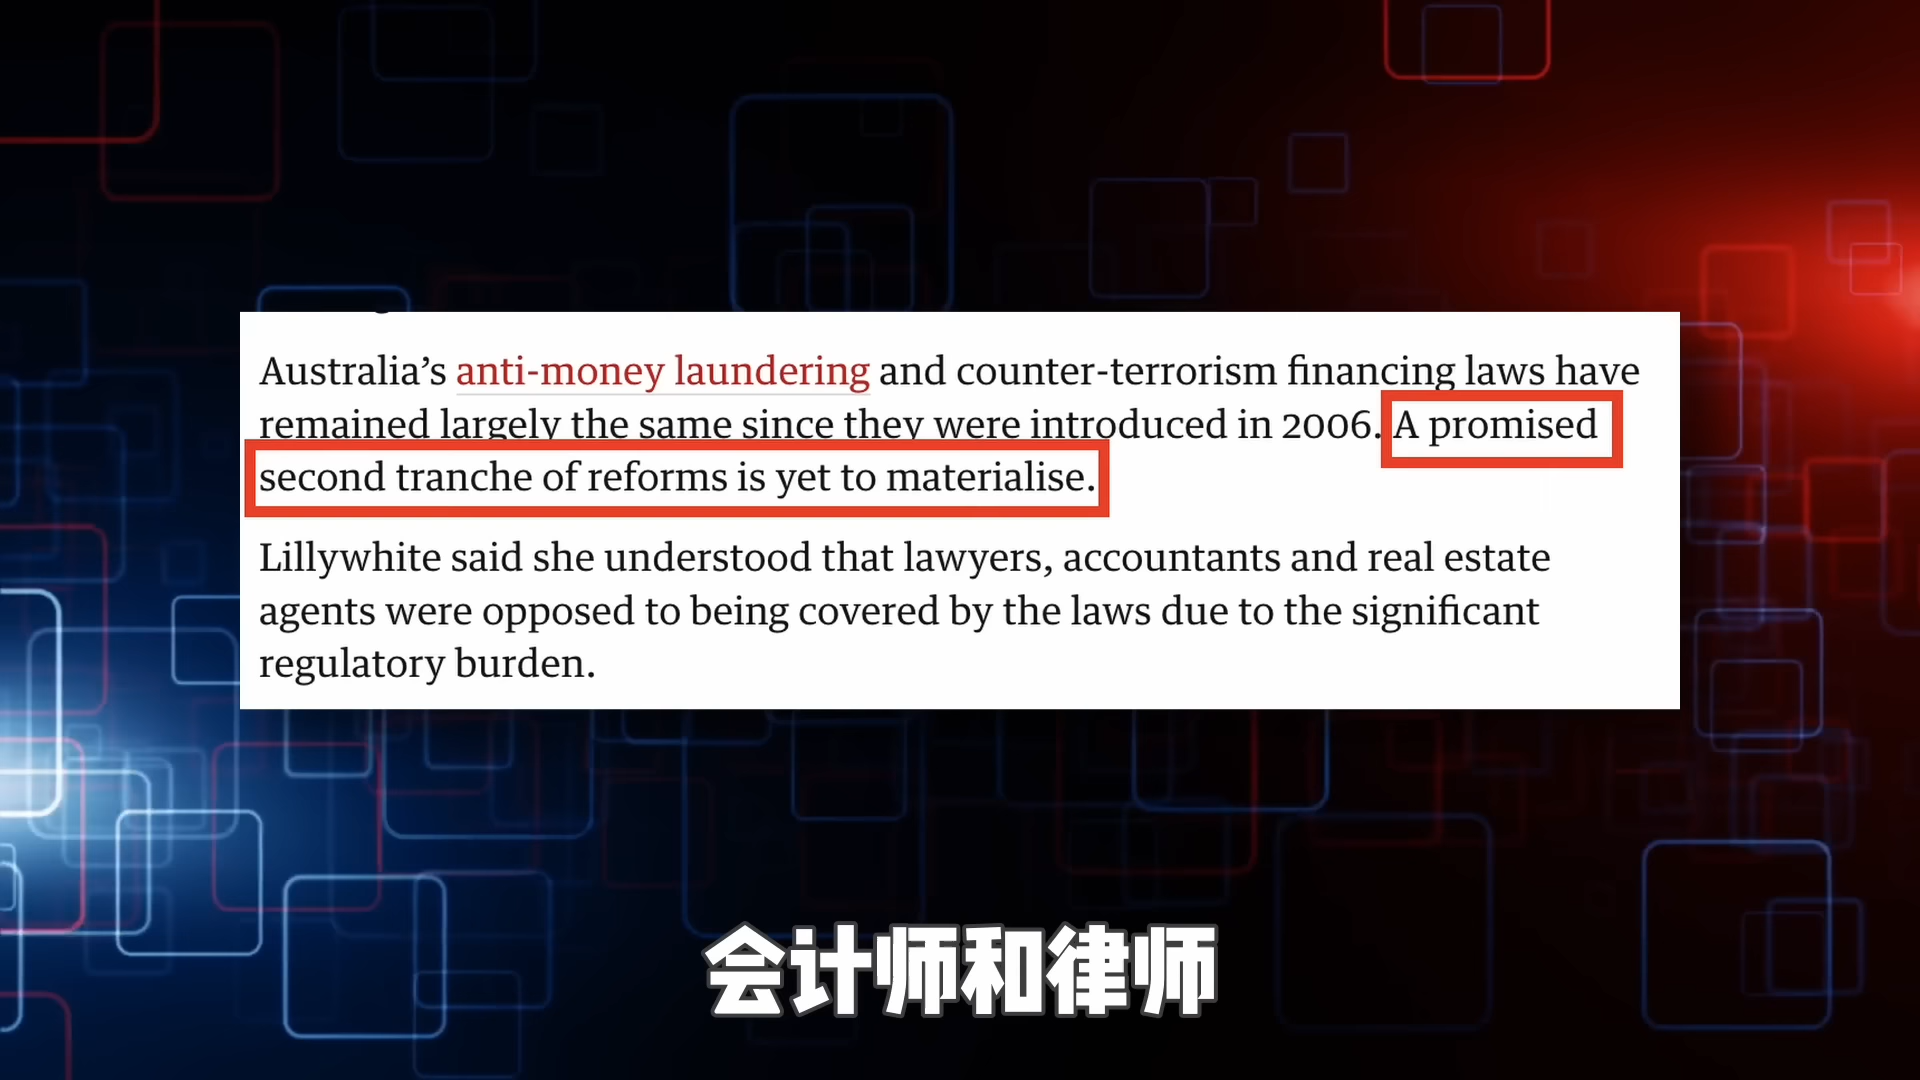 Australia’s anti-money laundering and counter-terrorism financing laws have
remained largely the same since they were introduced in 2006. A promised
second tranche of reforms is yet to materialise.
Lillywhite said she understood that lawyers, accountants and real estate
agents were opposed to being covered by the laws due to the significant
regulatory burden.
会计师和律师